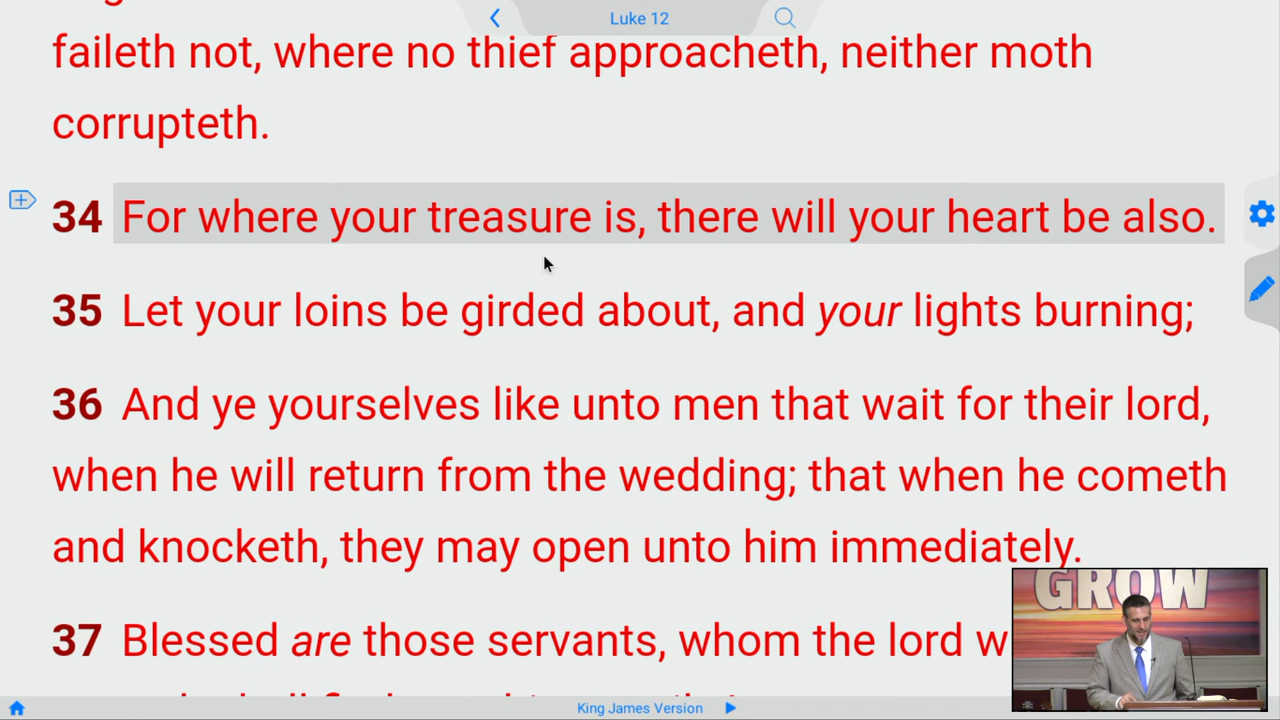 Luke 12
faileth not, where no thief approacheth, neither moth
corrupteth.
34 For where your treasure is, there will your heart be also.
35 Let your loins be girded about, and your lights burning;
36 And ye yourselves like unto men that wait for their lord,
when he will return from the wedding; that when he cometh
and knocketh, they may open unto him immediately.
GROW
37 Blessed are those servants, whom the lord w
King James Version